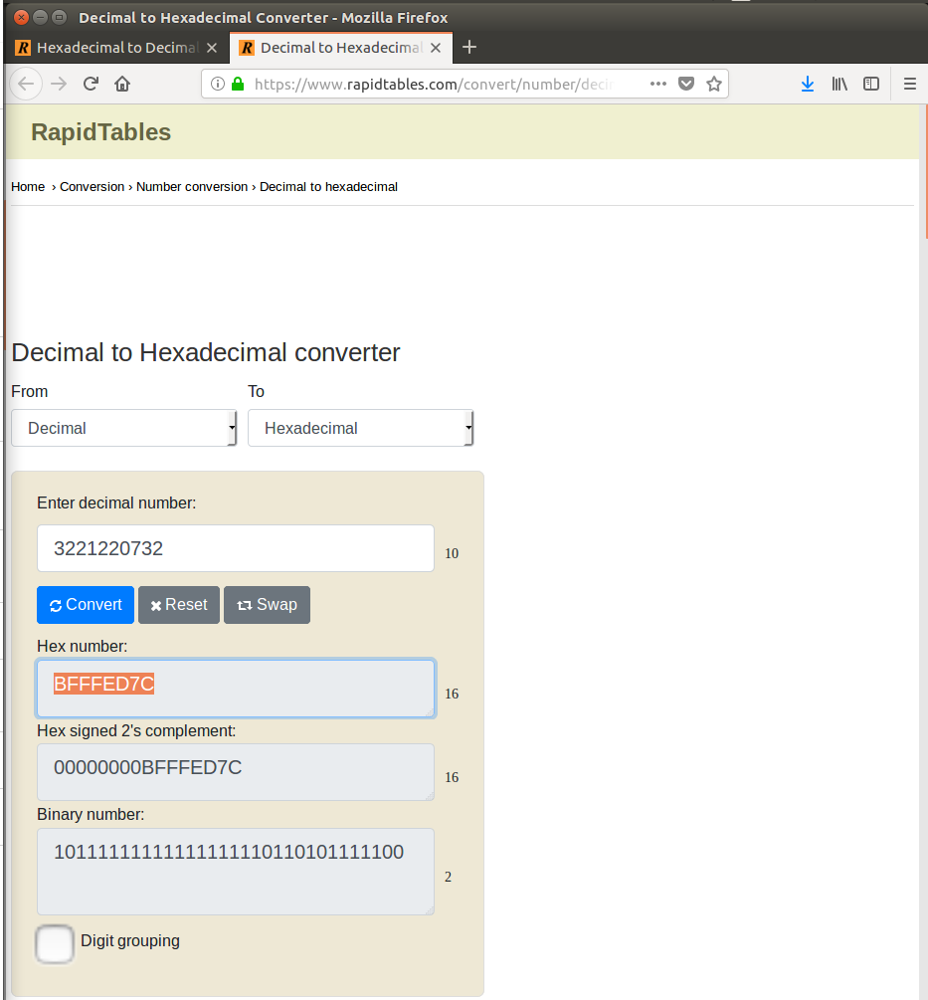 Decimal to Hexadecimal Converter - Mozilla Firefox
Hexadecimal to Decimal
Decimal to Hexadecimal
https://www.rapidtables.com/convert/number/deci
RapidTables
Home › Conversion › Number conversion › Decimal to hexadecimal
Decimal to Hexadecimal converter
From To
Decimal Hexadecimal
Enter decimal number:
3221220732 10
Convert Reset Swap
Hex number:
BFFFED7C 16
Hex signed 2's complement:
00000000BFFFED7C 16
Binary number:
10111111111111111110110101111100 2
Digit grouping